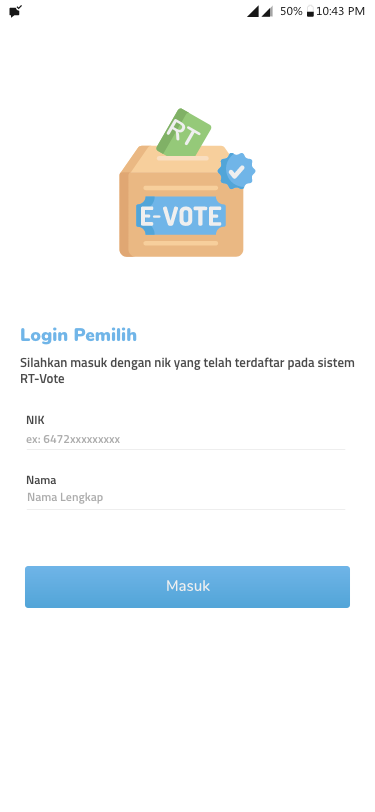 50% 10:43 PM
RT
E-VOTE
Login Pemilih
Silahkan masuk dengan nik yang telah terdaftar pada sistem
RT-Vote
NIK
ex: 6472xxxxxxxxx
Nama
Nama Lengkap
Masuk